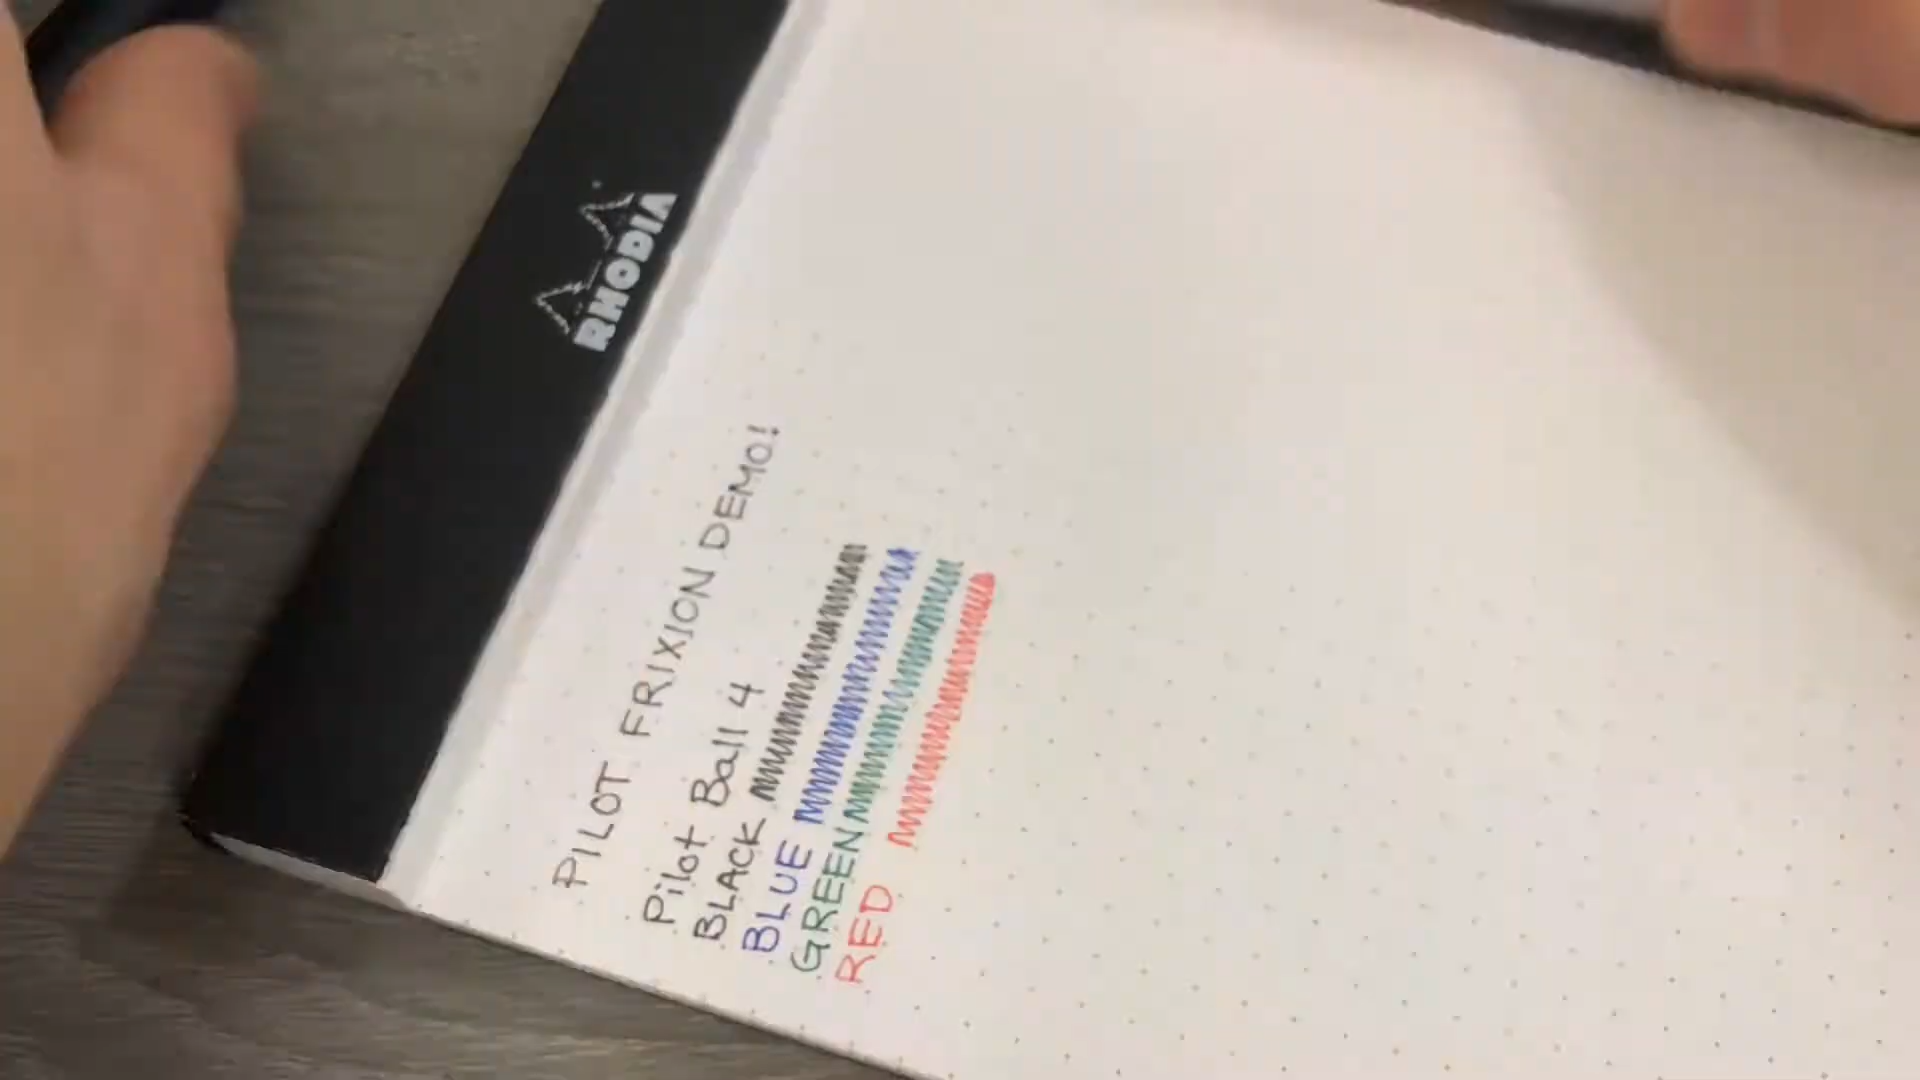 RHODIA
PILOT FRIXION DEMO!
Pilot Ball 4
BLACK
BLUE
GREEN
RED